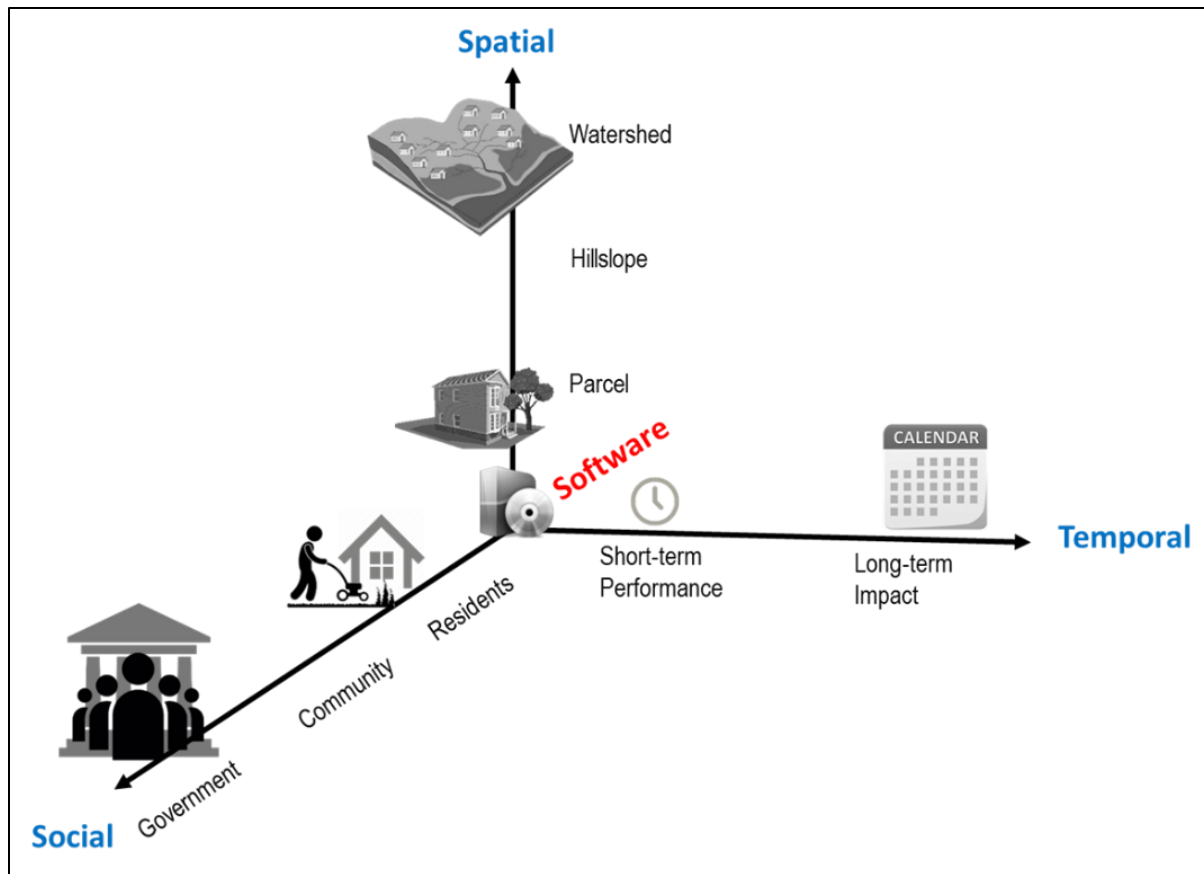 Spatial
Watershed
Hillslope
Parcel
Software
CALENDAR
Temporal
Short-term
Performance
Long-term
Impact
Residents
Community
Government
Social